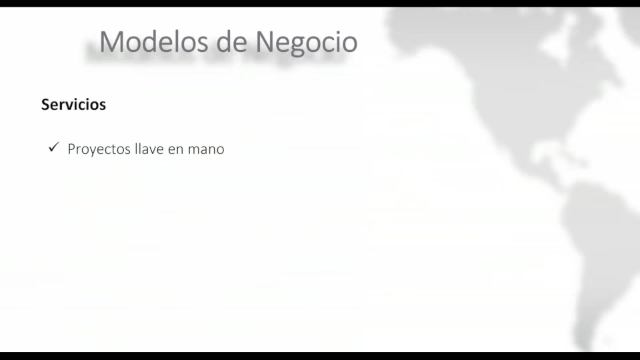 Modelos de Negocio
Servicios
✓ Proyectos llave en mano